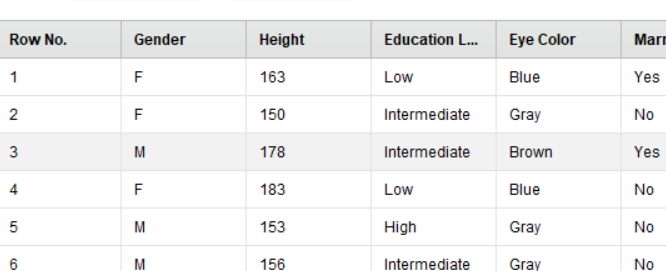 Row No. Gender Height Education L... Eye Color Marr
1 F 163 Low Blue Yes
2 F 150 Intermediate Gray No
3 M 178 Intermediate Brown Yes
4 F 183 Low Blue No
5 M 153 High Gray No
6 M 156 Intermediate Gray No